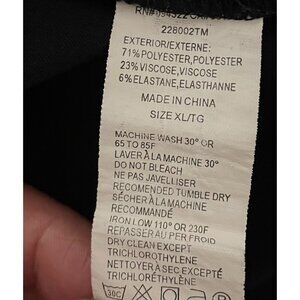 228002TM
EXTERIOR/EXTERNE:
71% POLYESTER, POLYESTER
23% VISCOSE, VISCOSE
6% ELASTANE, ELASTHANNE
MADE IN CHINA
SIZE XL/TG
MACHINE WASH 30° OR
65 TO 85F
LAVER À LA MACHINE 30°
DO NOT BLEACH
NE PAS JAVELLISER
RECOMENDED TUMBLE DRY
SÉCHER À LA MACHINE
RECOMMANDÉ
IRON LOW 110° OR 230F
REPASSER AU FER FROID
DRY CLEAN EXCEPT
TRICHLOROTHYLENE
NETTOYER À SEC EXCEPTÉ
TRICHLORÉTHYLÈNE
30C